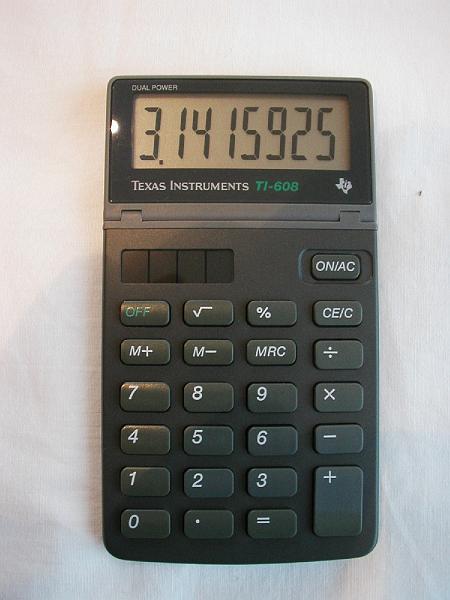 DUAL POWER
3.1415925
TEXAS INSTRUMENTS TI-608
ON/AC
OFF √ % CE/C
M+ M− MRC ÷
7 8 9 ×
4 5 6 −
1 2 3 +
0 . =